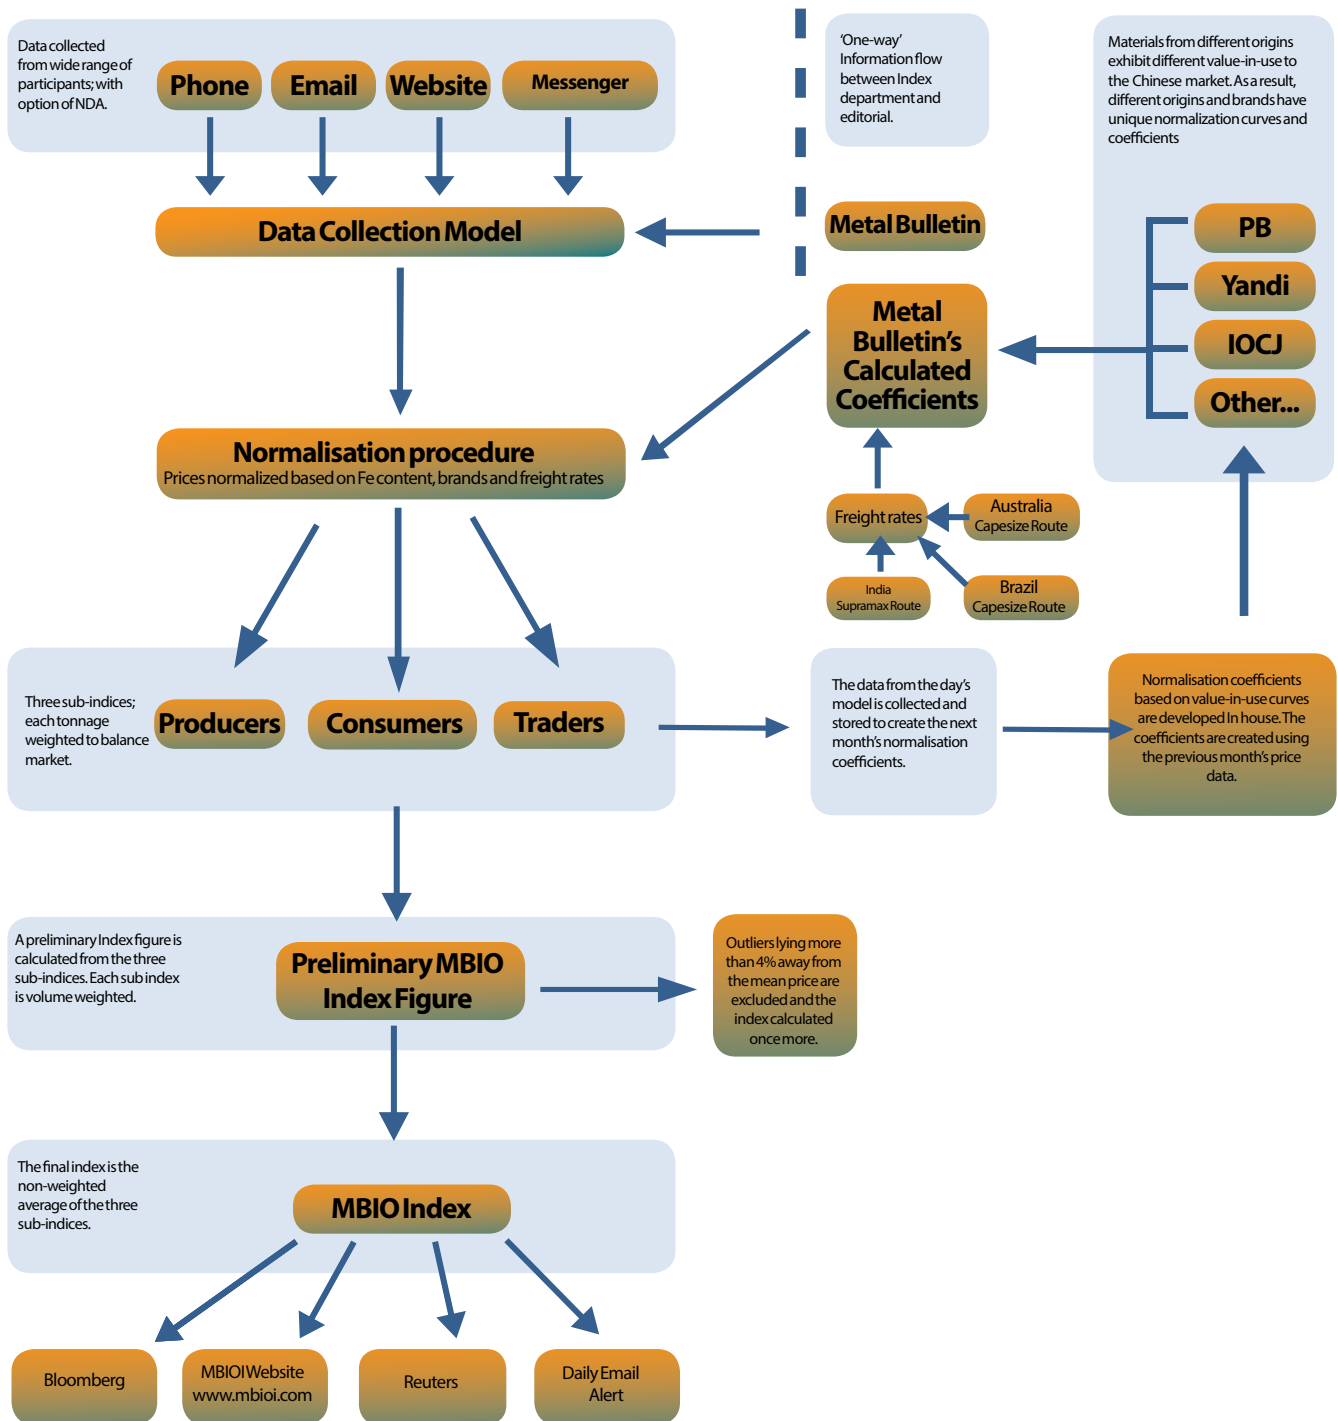 Data collected
from wide range of
participants; with
option of NDA.
Phone
Email
Website
Messenger
Data Collection Model
'One-way'
Information flow
between Index
department and
editorial.
Metal Bulletin
Metal
Bulletin's
Calculated
Coefficients
Materials from different origins
exhibit different value-in-use to
the Chinese market. As a result,
different origins and brands have
unique normalization curves and
coefficients
PB
Yandi
IOCJ
Other...
Normalisation procedure
Prices normalized based on Fe content, brands and freight rates
Freight rates
Australia
Capesize Route
India
Supramax Route
Brazil
Capesize Route
Three sub-indices;
each tonnage
weighted to balance
market.
Producers
Consumers
Traders
The data from the day's
model is collected and
stored to create the next
month's normalisation
coefficients.
Normalisation coefficients
based on value-in-use curves
are developed In house. The
coefficients are created using
the previous month's price
data.
A preliminary Index figure is
calculated from the three
sub-indices. Each sub index
is volume weighted.
Preliminary MBIO
Index Figure
Outliers lying more
than 4% away from
the mean price are
excluded and the
index calculated
once more.
The final index is the
non-weighted
average of the three
sub-indices.
MBIO Index
Bloomberg
MBIOI Website
www.mbioi.com
Reuters
Daily Email
Alert